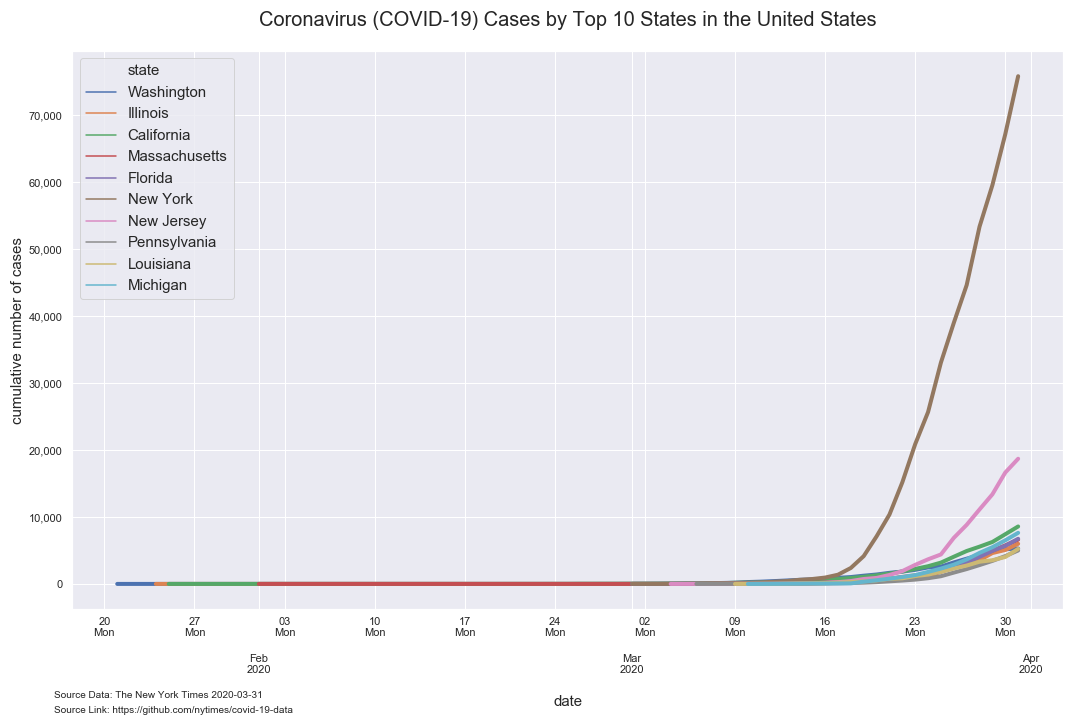 Coronavirus (COVID-19) Cases by Top 10 States in the United States
state
Washington
Illinois
California
Massachusetts
Florida
New York
New Jersey
Pennsylvania
Louisiana
Michigan
cumulative number of cases
70,000
60,000
50,000
40,000
30,000
20,000
10,000
0
20 27 03 10 17 24 02 09 16 23 30
Mon Mon Mon Mon Mon Mon Mon Mon Mon Mon Mon
Feb Mar Apr
2020 2020 2020
date
Source Data: The New York Times 2020-03-31
Source Link: https://github.com/nytimes/covid-19-data